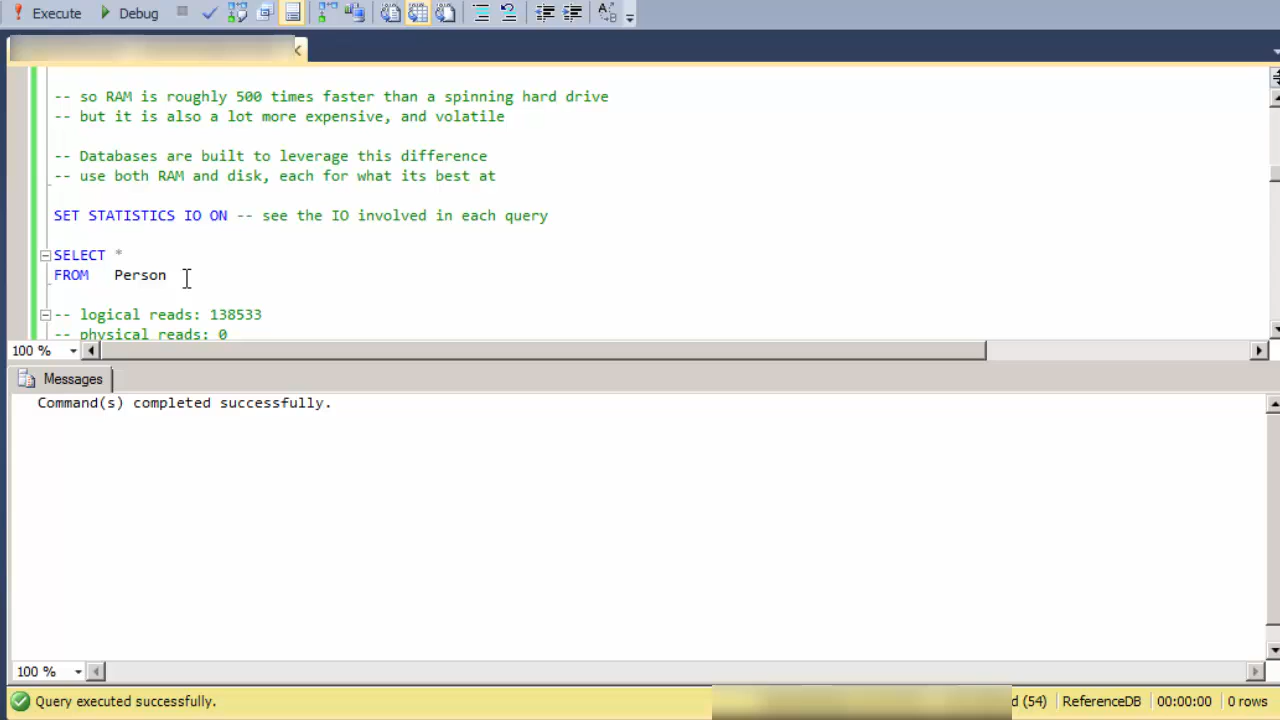 Execute Debug
-- so RAM is roughly 500 times faster than a spinning hard drive
-- but it is also a lot more expensive, and volatile
-- Databases are built to leverage this difference
-- use both RAM and disk, each for what its best at
SET STATISTICS IO ON -- see the IO involved in each query
SELECT *
FROM Person
-- logical reads: 138533
-- physical reads: 0
100 %
Messages
Command(s) completed successfully.
100 %
Query executed successfully. d (54) ReferenceDB 00:00:00 0 rows